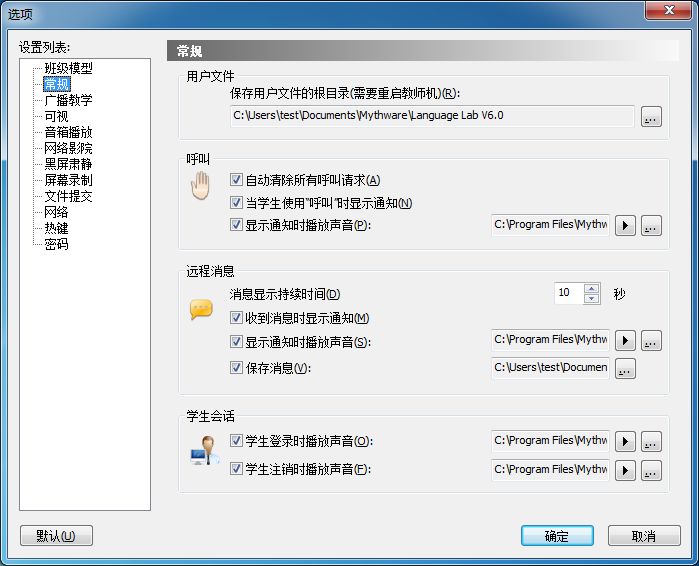 选项
设置列表:
班级模型
常规
广播教学
可视
音箱播放
网络影院
黑屏肃静
屏幕录制
文件提交
网络
热键
密码
常规
用户文件
保存用户文件的根目录(需要重启教师机)(R):
C:\Users\test\Documents\Mythware\Language Lab V6.0
...
呼叫
自动清除所有呼叫请求(A)
当学生使用"呼叫"时显示通知(N)
显示通知时播放声音(P): C:\Program Files\Mythw ...
远程消息
消息显示持续时间(D) 10 秒
收到消息时显示通知(M)
显示通知时播放声音(S): C:\Program Files\Mythw ...
保存消息(V): C:\Users\test\Documen ...
学生会话
学生登录时播放声音(O): C:\Program Files\Mythw ...
学生注销时播放声音(F): C:\Program Files\Mythw ...
默认(U) 确定 取消